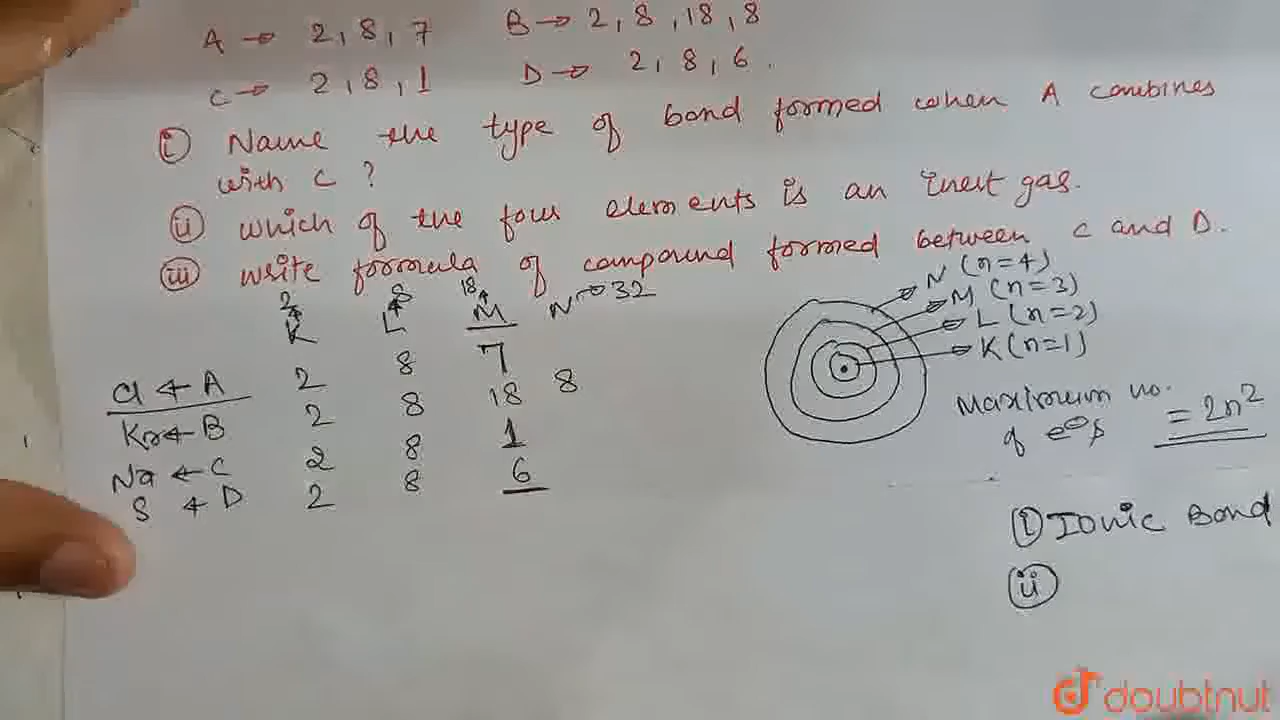 A → 2, 8, 7 B → 2, 8, 18, 8
C → 2, 8, 1 D → 2, 8, 6.
(i) Name the type of bond formed when A combines
with C ?
(ii) which of the four elements is an inert gas.
(iii) write formula of compound formed between C and D.
2 8 18 N → 32
K L M
Cl ← A 2 8 7
Kr ← B 2 8 18 8
Na ← C 2 8 1
S ← D 2 8 6
N (n=4)
M (n=3)
L (n=2)
K (n=1)
Maximum no.
of e⊖s = 2n²
(i) Ionic Bond
(ii)
doubtnut